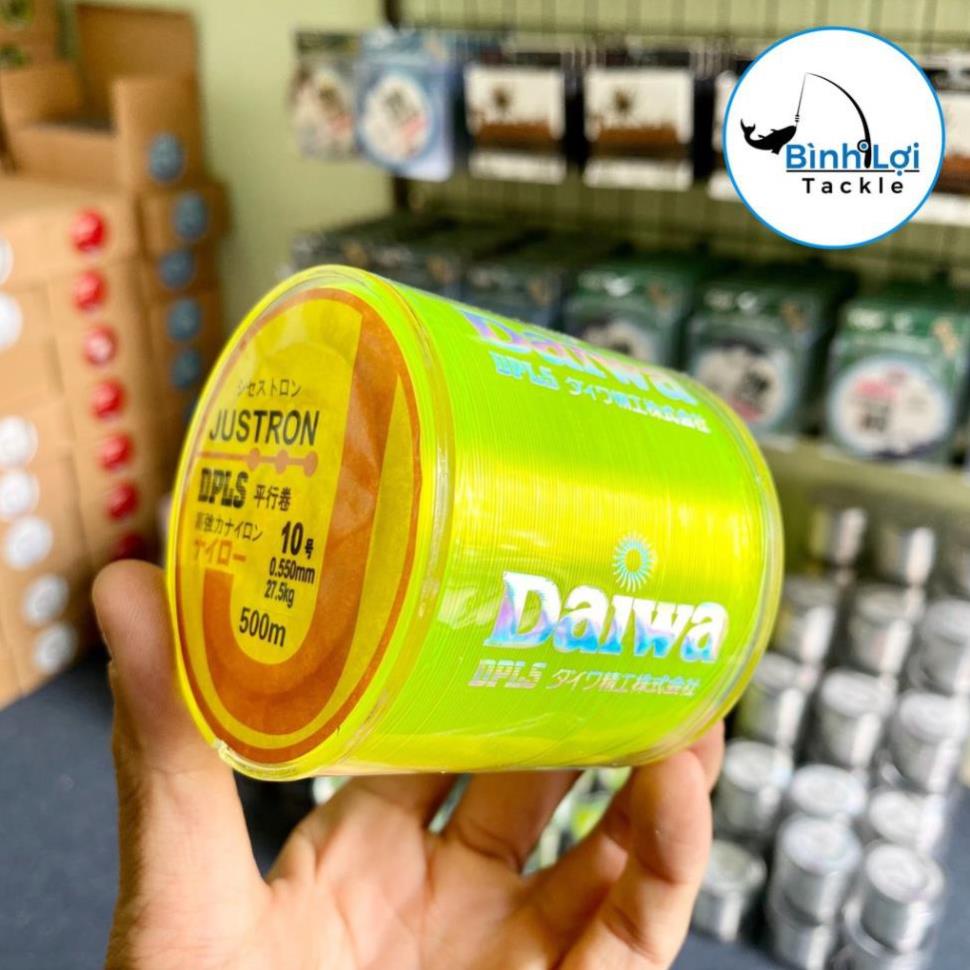 Bình Lợi
Tackle
Daiwa
DPLS ダイワ精工株式会社
シセストロン
JUSTRON
DPLS 平行巻
強力ナイロン
ナイロー
10号
0.550mm
27.5kg
500m
Daiwa
DPLS ダイワ精工株式会社